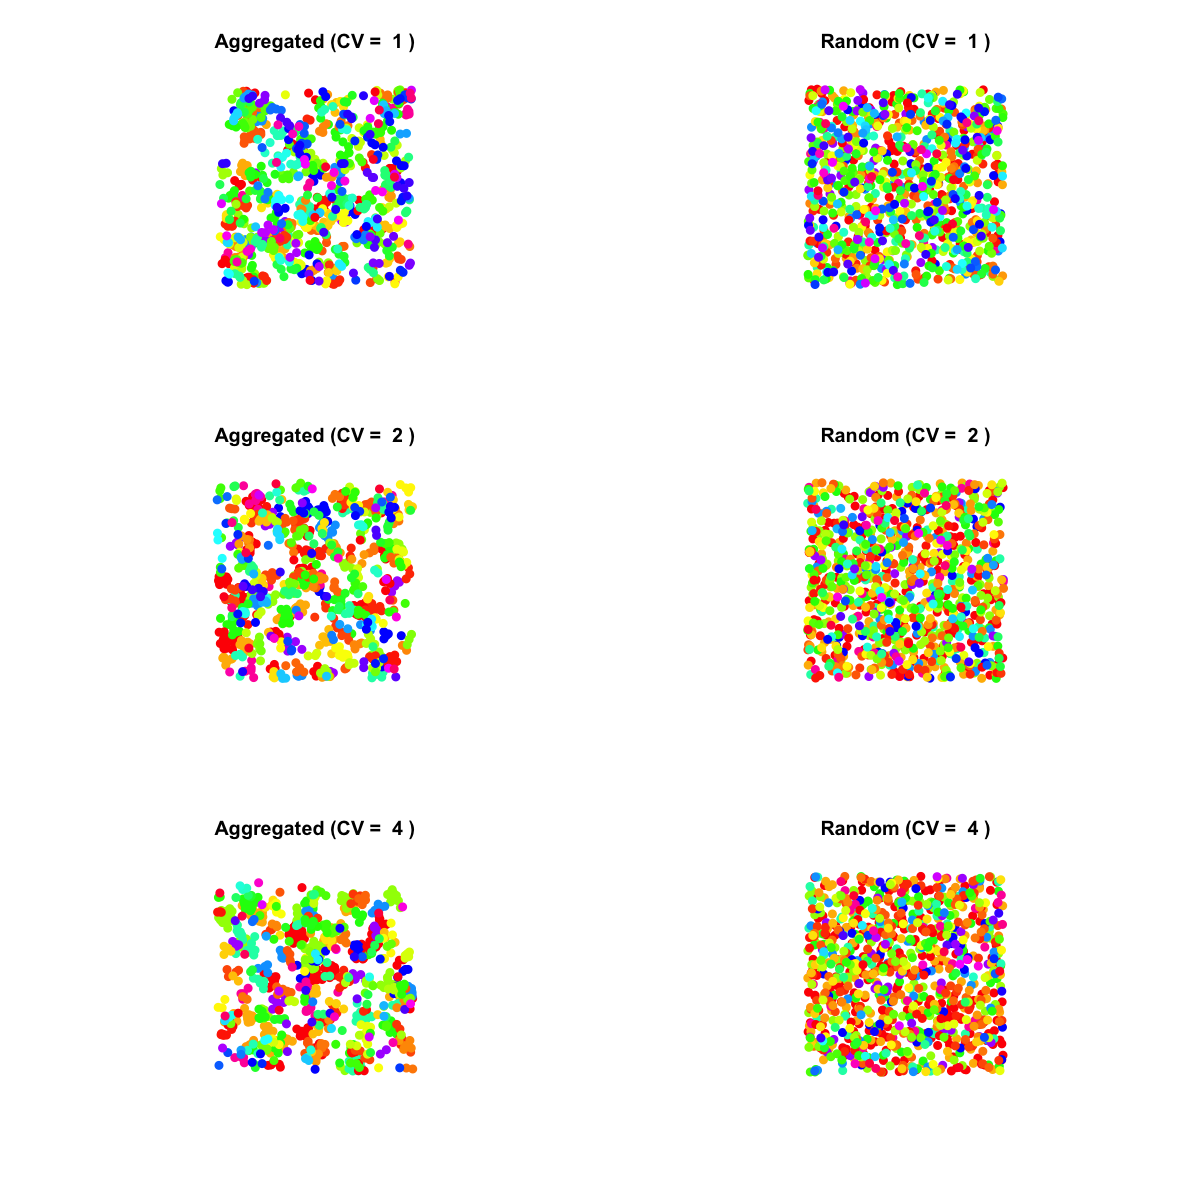 Aggregated (CV =  1 )
Random (CV =  1 )
Aggregated (CV =  2 )
Random (CV =  2 )
Aggregated (CV =  4 )
Random (CV =  4 )